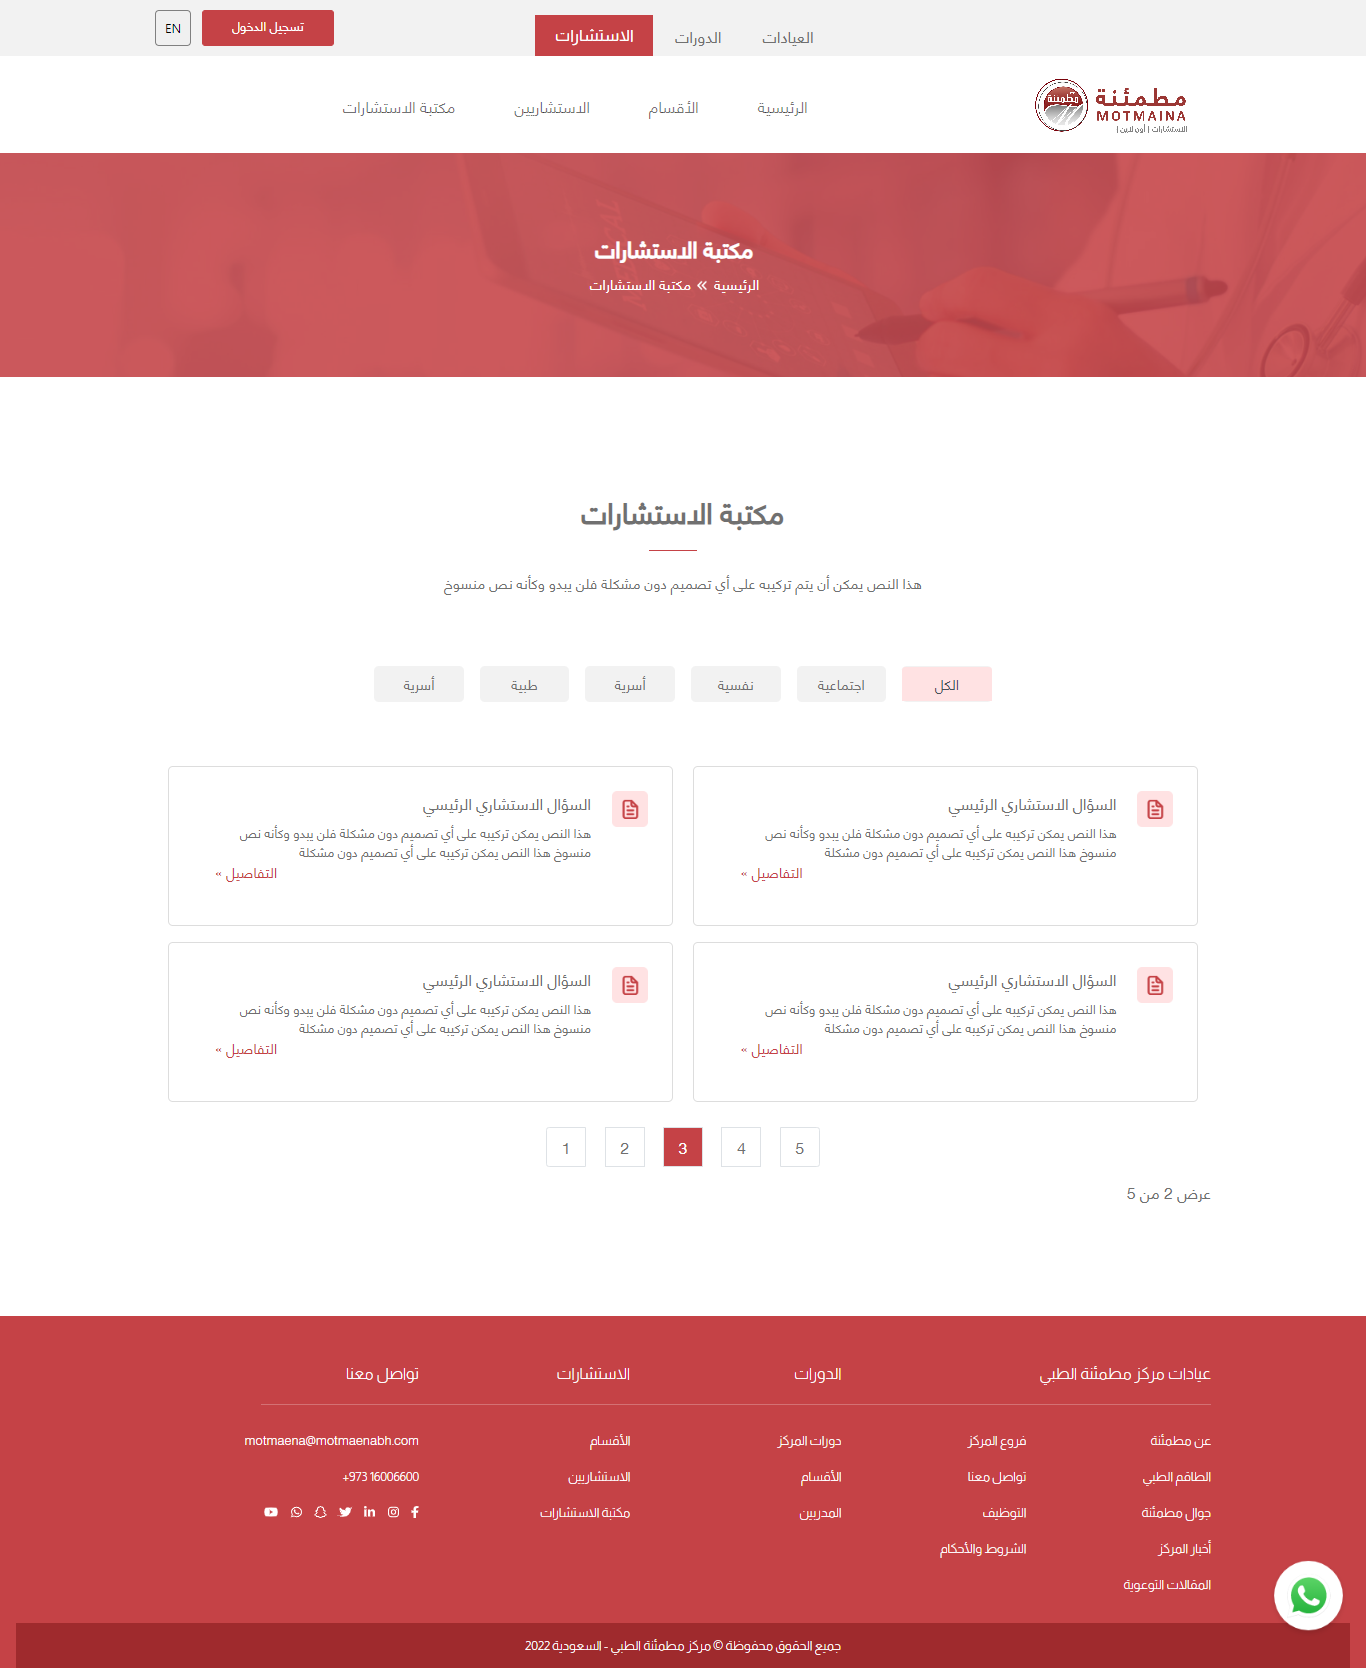 العيادات
الدورات
الاستشارات
تسجيل الدخول
EN
مطمئنة
مطمئنة
MOTMAINA
الاستشارات | أون لاين |
الرئيسية
الأقسام
الاستشاريين
مكتبة الاستشارات
مكتبة الاستشارات
الرئيسية » مكتبة الاستشارات
مكتبة الاستشارات
هذا النص يمكن أن يتم تركيبه على أي تصميم دون مشكلة فلن يبدو وكأنه نص منسوخ
الكل
اجتماعية
نفسية
أسرية
طبية
أسرية
السؤال الاستشاري الرئيسي
هذا النص يمكن تركيبه على أي تصميم دون مشكلة فلن يبدو وكأنه نص
منسوخ هذا النص يمكن تركيبه على أي تصميم دون مشكلة
التفاصيل »
السؤال الاستشاري الرئيسي
هذا النص يمكن تركيبه على أي تصميم دون مشكلة فلن يبدو وكأنه نص
منسوخ هذا النص يمكن تركيبه على أي تصميم دون مشكلة
التفاصيل »
السؤال الاستشاري الرئيسي
هذا النص يمكن تركيبه على أي تصميم دون مشكلة فلن يبدو وكأنه نص
منسوخ هذا النص يمكن تركيبه على أي تصميم دون مشكلة
التفاصيل »
السؤال الاستشاري الرئيسي
هذا النص يمكن تركيبه على أي تصميم دون مشكلة فلن يبدو وكأنه نص
منسوخ هذا النص يمكن تركيبه على أي تصميم دون مشكلة
التفاصيل »
1
2
3
4
5
عرض 2 من 5
عيادات مركز مطمئنة الطبي
عن مطمئنة
الطاقم الطبي
جوال مطمئنة
أخبار المركز
المقالات التوعوية
فروع المركز
تواصل معنا
التوظيف
الشروط والأحكام
الدورات
دورات المركز
الأقسام
المدربين
الاستشارات
الأقسام
الاستشاريين
مكتبة الاستشارات
تواصل معنا
motmaena@motmaenabh.com
+973 16006600
جميع الحقوق محفوظة © مركز مطمئنة الطبي - السعودية 2022